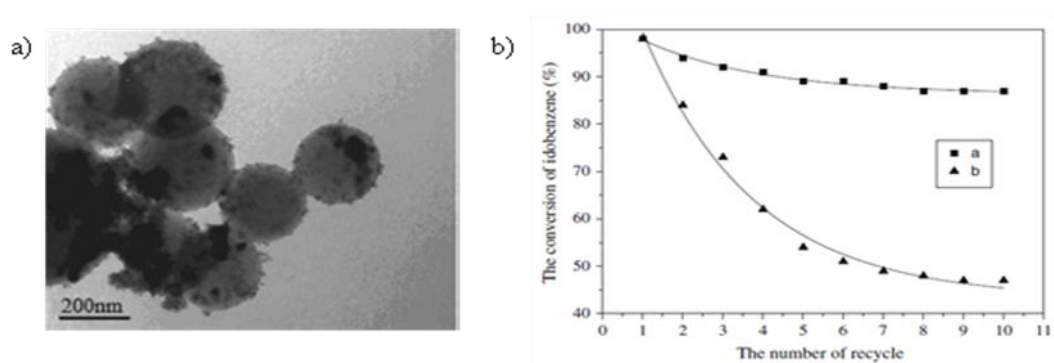 a)
200nm
b)
The conversion of idobenzene (%)
100
90
80
70
60
50
40
a
b
0 1 2 3 4 5 6 7 8 9 10 11
The number of recycle